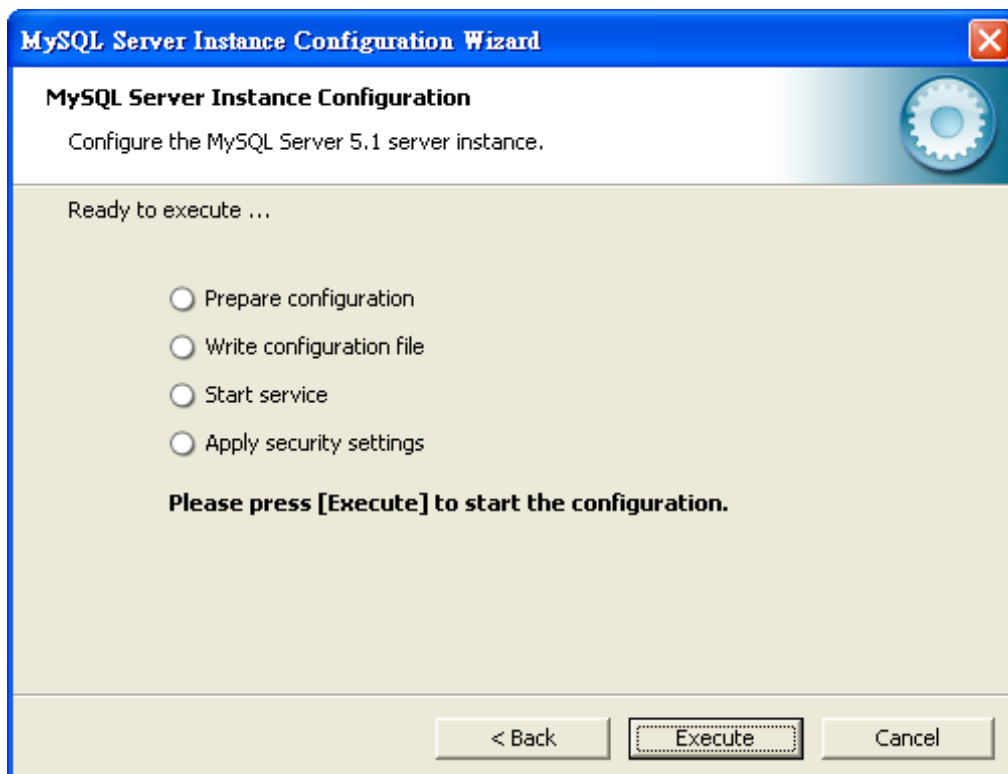 MySQL Server Instance Configuration Wizard
MySQL Server Instance Configuration
Configure the MySQL Server 5.1 server instance.
Ready to execute ...
Prepare configuration
Write configuration file
Start service
Apply security settings
Please press [Execute] to start the configuration.
< Back
Execute
Cancel